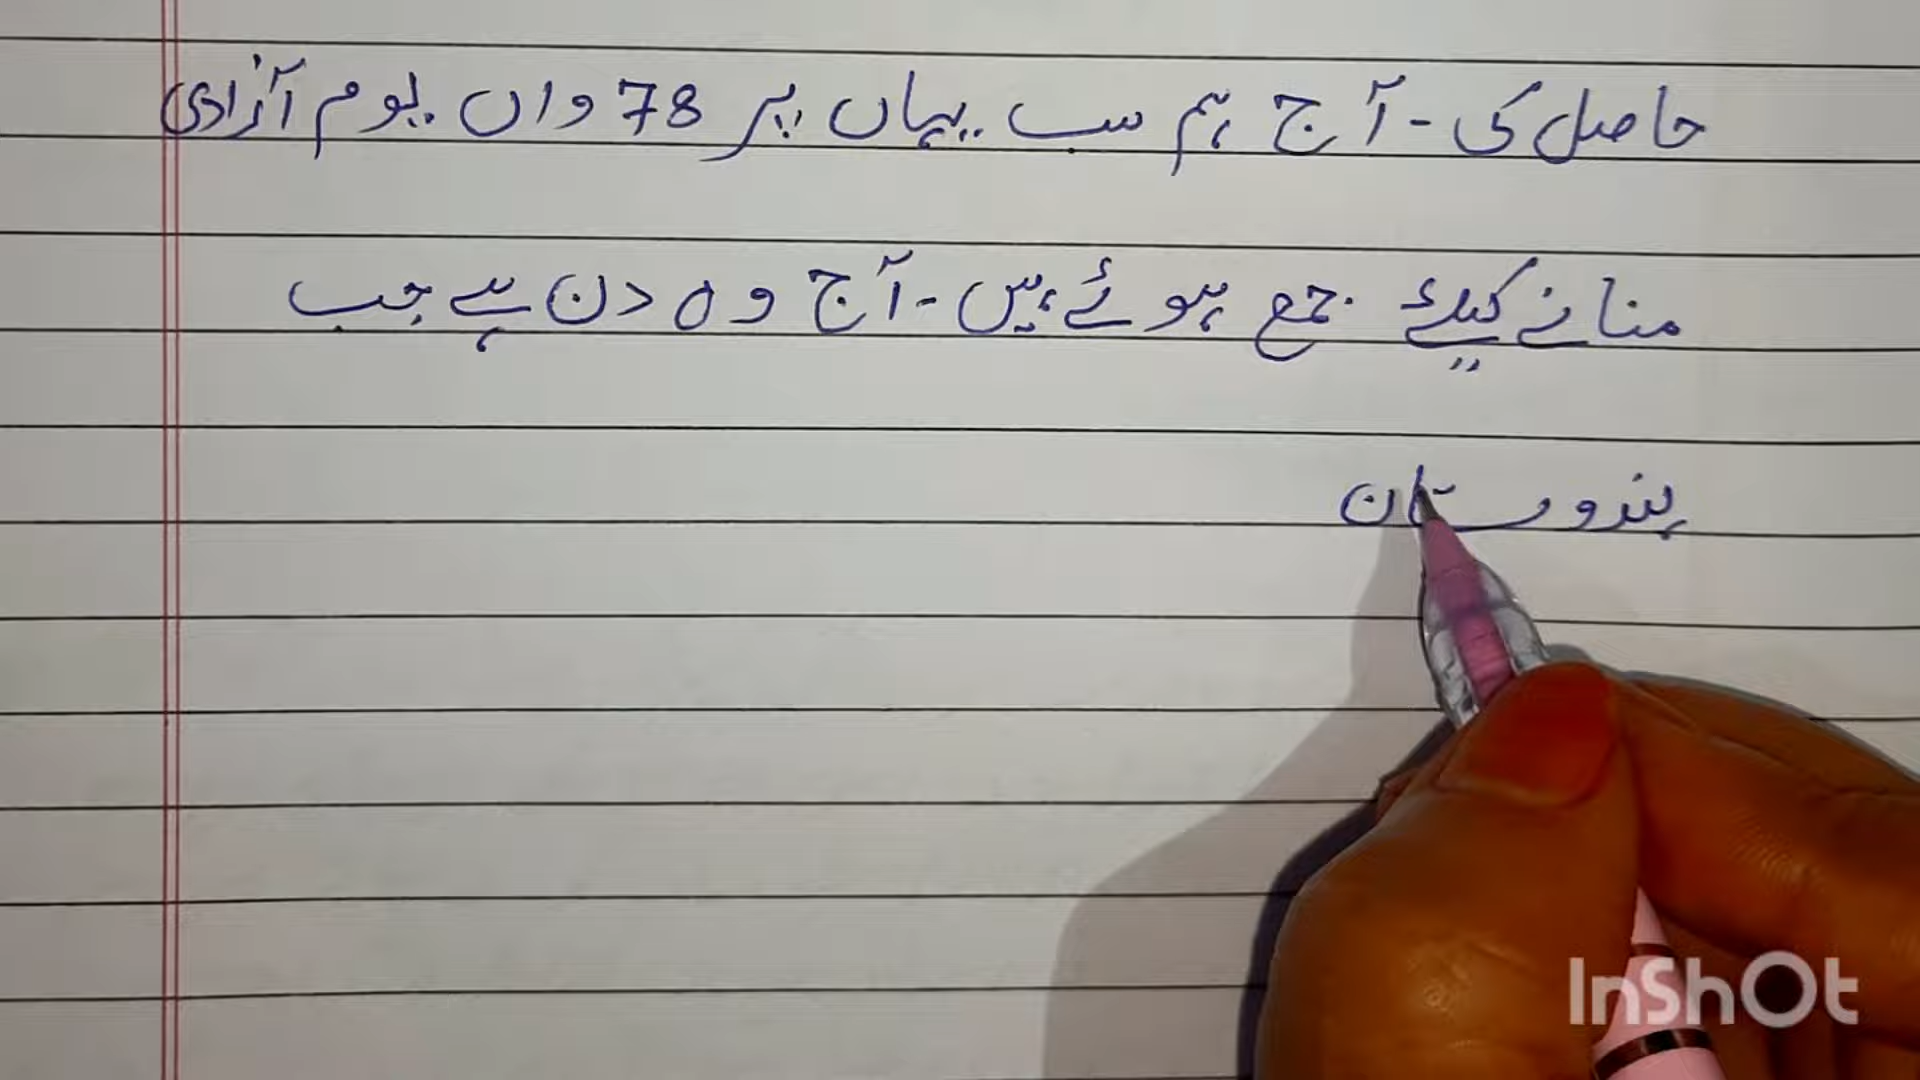 حاصل کی - آج ہم سب یہاں پر 78 واں یوم آزادی
منانے کیلئے جمع ہوئے ہیں - آج وہ دن ہے جب
ہندوستان
InShOt